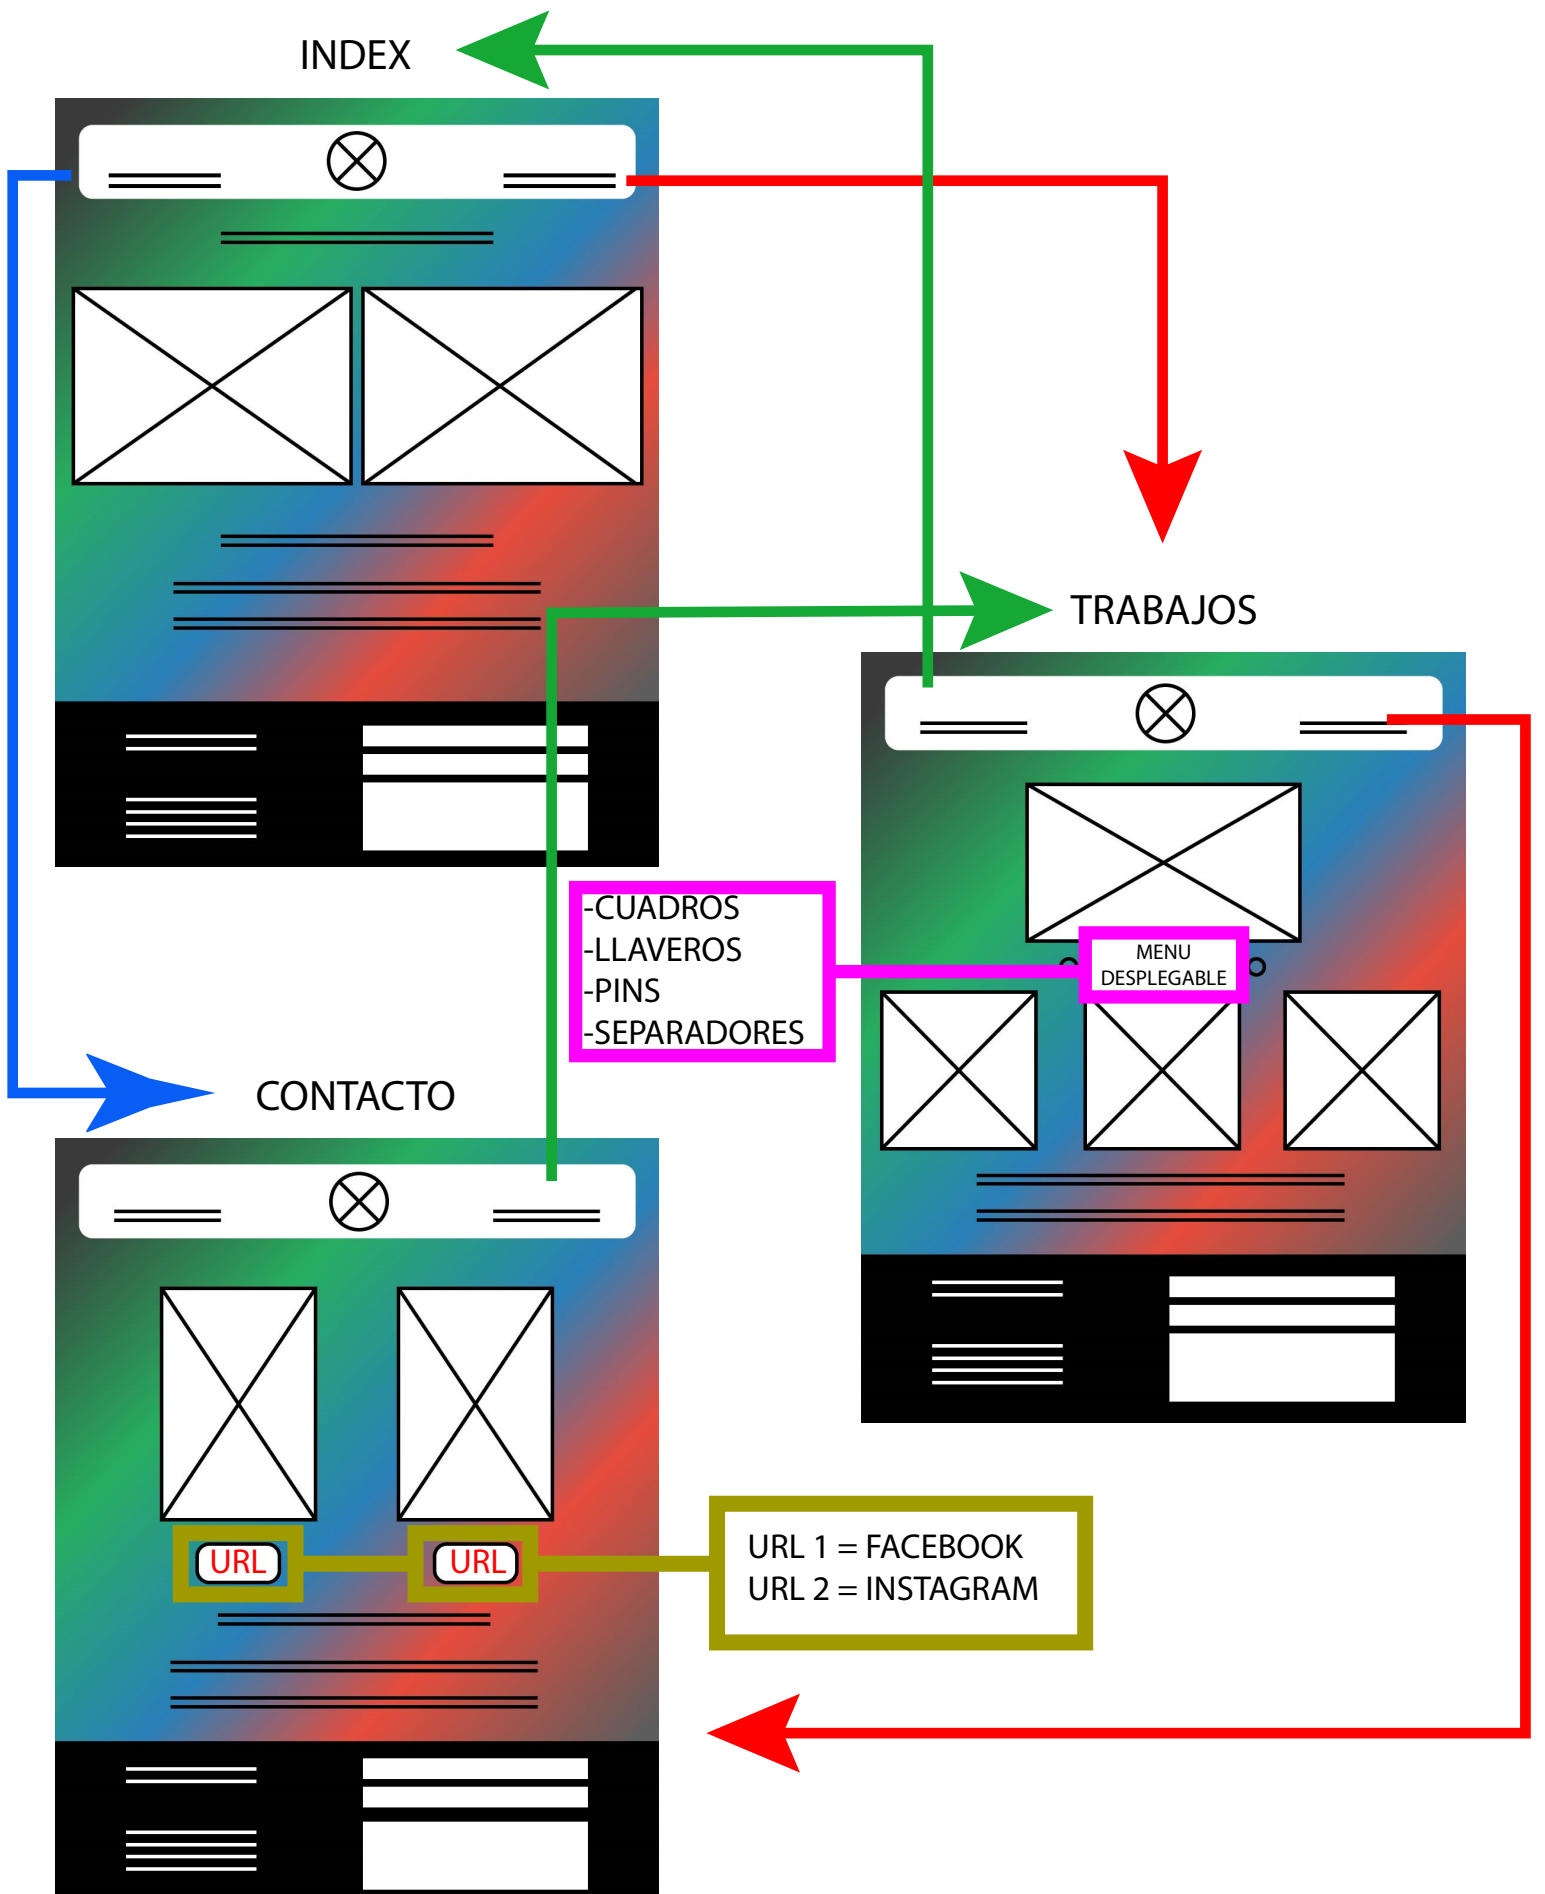 INDEX
TRABAJOS
-CUADROS
-LLAVEROS
-PINS
-SEPARADORES
MENU
DESPLEGABLE
CONTACTO
URL
URL
URL 1 = FACEBOOK
URL 2 = INSTAGRAM